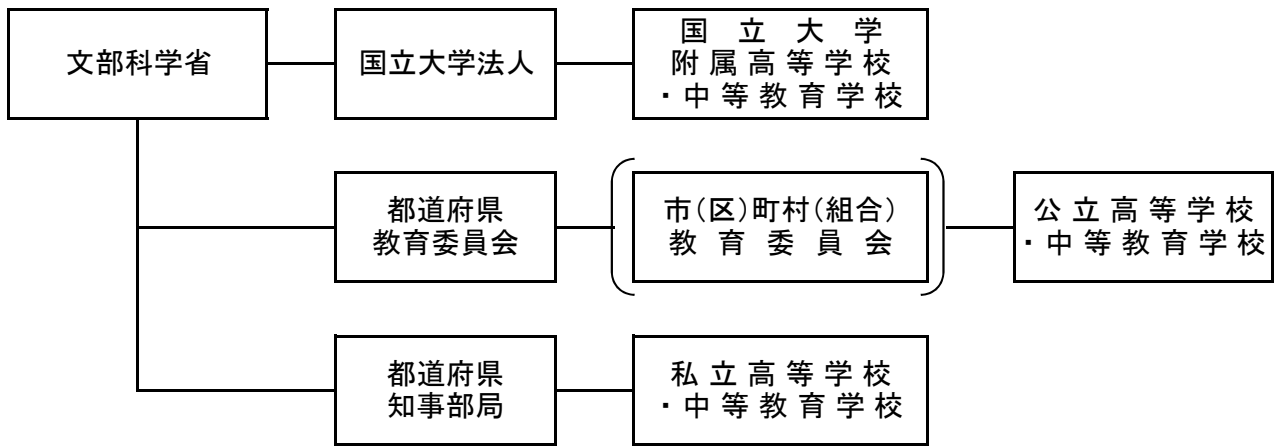 文部科学省
国立大学法人
国立大学
附属高等学校
・中等教育学校
都道府県
教育委員会
市(区)町村(組合)
教育委員会
公立高等学校
・中等教育学校
都道府県
知事部局
私立高等学校
・中等教育学校